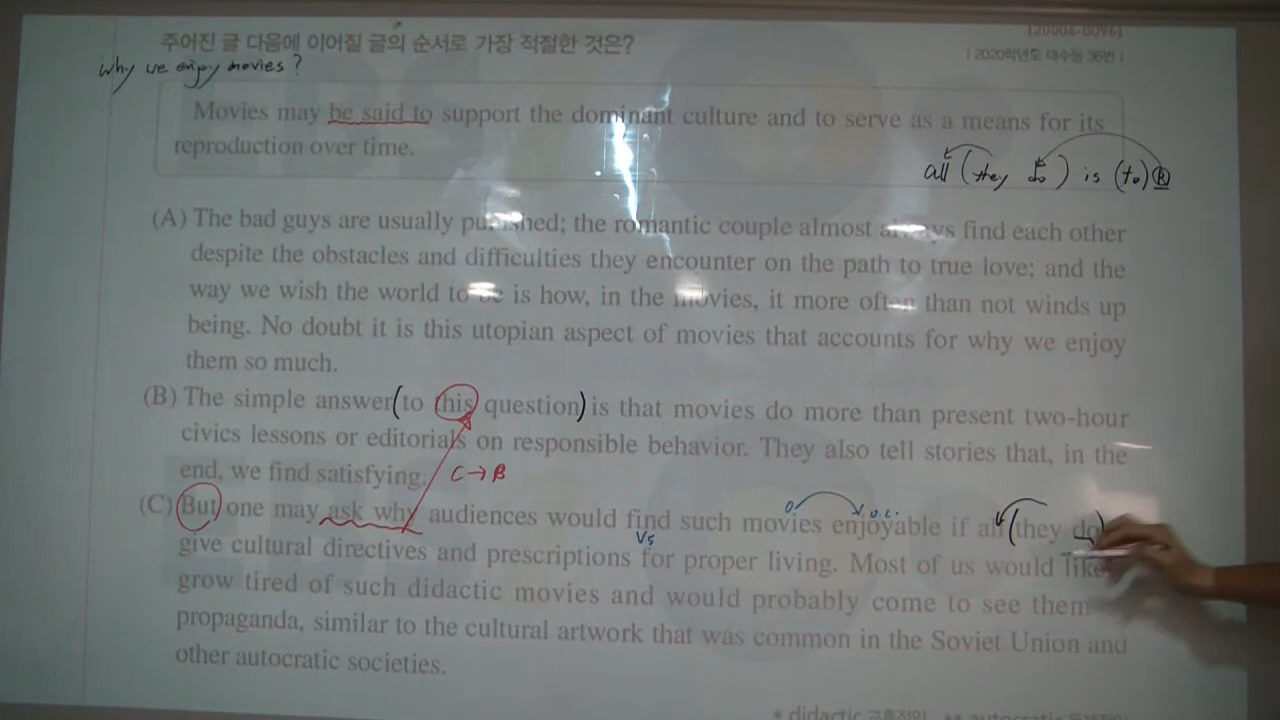 주어진 글 다음에 이어질 글의 순서로 가장 적절한 것은?
[20004-0096]
| 2020학년도 대수능 36번 |
why we enjoy movies?
Movies may be said to support the dominant culture and to serve as a means for its
reproduction over time.
all (they do) is (to) R
(A) The bad guys are usually punished; the romantic couple almost always find each other
despite the obstacles and difficulties they encounter on the path to true love; and the
way we wish the world to be is how, in the movies, it more often than not winds up
being. No doubt it is this utopian aspect of movies that accounts for why we enjoy
them so much.
(B) The simple answer (to this question) is that movies do more than present two-hour
civics lessons or editorials on responsible behavior. They also tell stories that, in the
end, we find satisfying.
C→B
(C) But one may ask why audiences would find such movies enjoyable if all (they do)
O
O.C.
V5
give cultural directives and prescriptions for proper living. Most of us would like
grow tired of such didactic movies and would probably come to see them
propaganda, similar to the cultural artwork that was common in the Soviet Union and
other autocratic societies.
* didactic 교훈적인 ** autocratic